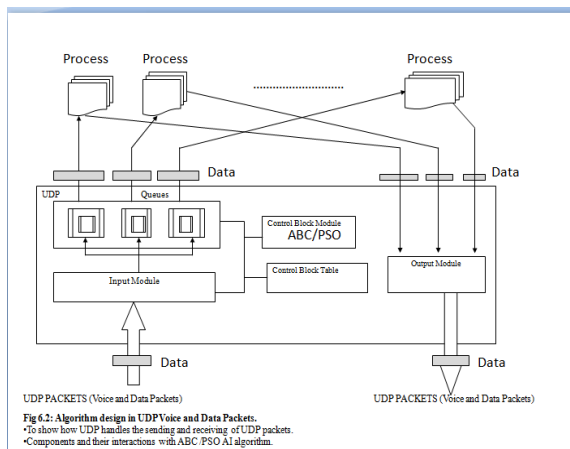 Process
Process
Process
Data
Data
UDP
Queues
Control Block Module
ABC/PSO
Control Block Table
Input Module
Output Module
Data
Data
UDP PACKETS (Voice and Data Packets)
UDP PACKETS (Voice and Data Packets)
Fig 6.2: Algorithm design in UDP Voice and Data Packets.
•To show how UDP handles the sending and receiving of UDP packets.
•Components and their interactions with ABC /PSO AI algorithm.